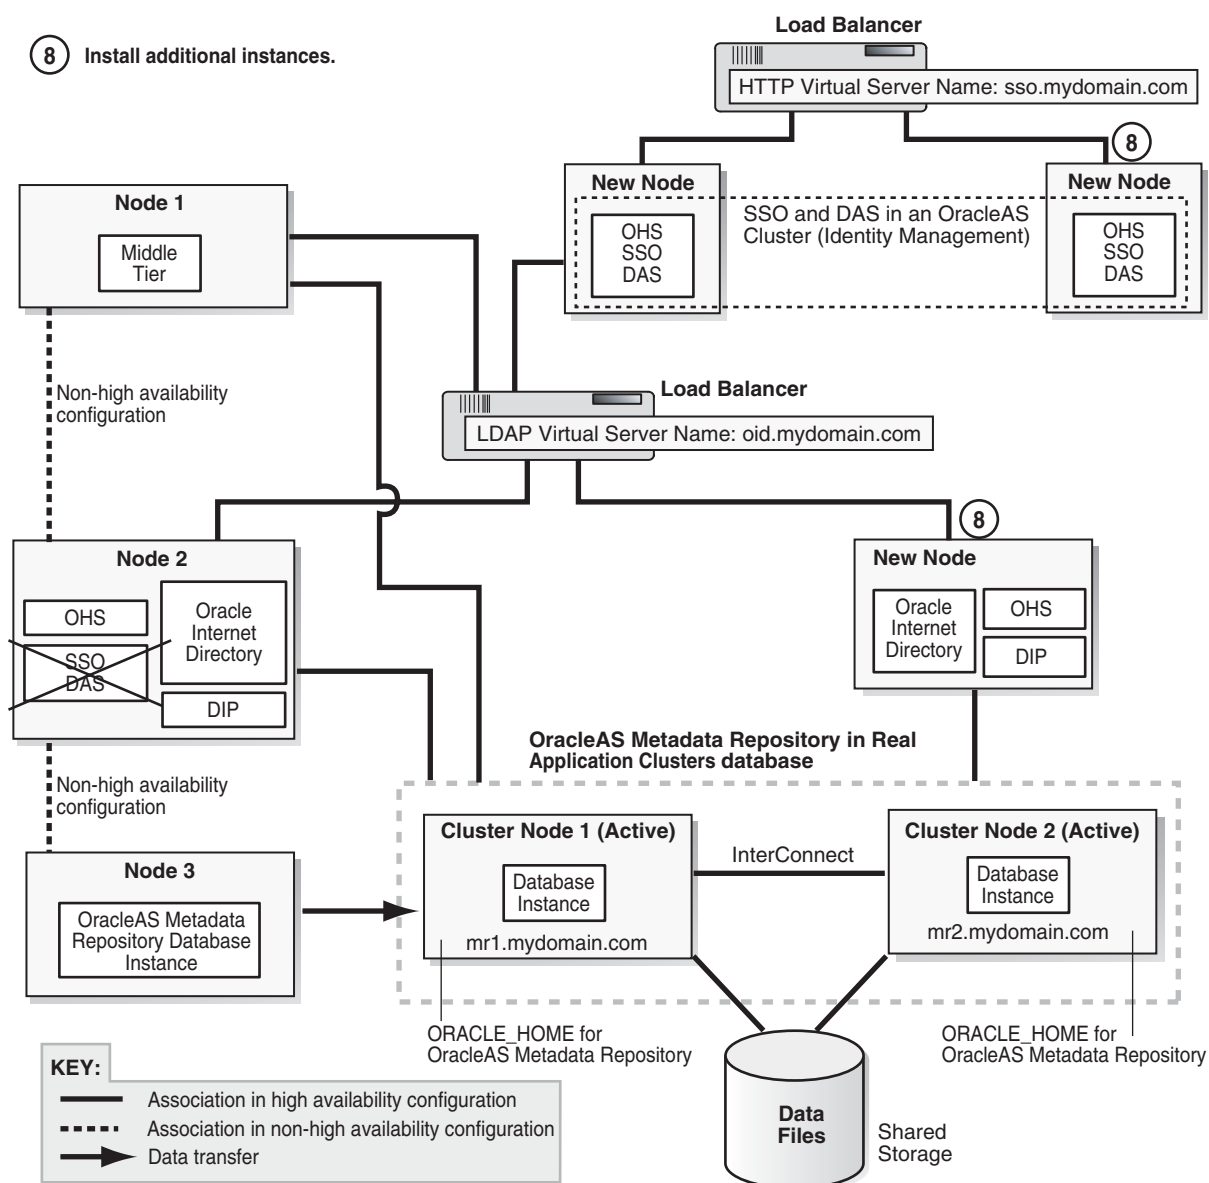 8 Install additional instances.
Load Balancer
HTTP Virtual Server Name: sso.mydomain.com
8
Node 1
Middle
Tier
New Node
OHS
SSO
DAS
SSO and DAS in an OracleAS
Cluster (Identity Management)
New Node
OHS
SSO
DAS
Non-high availability
configuration
Load Balancer
LDAP Virtual Server Name: oid.mydomain.com
8
Node 2
OHS
SSO
DAS
Oracle
Internet
Directory
DIP
New Node
Oracle
Internet
Directory
OHS
DIP
Non-high availability
configuration
OracleAS Metadata Repository in Real
Application Clusters database
Node 3
OracleAS Metadata
Repository Database
Instance
Cluster Node 1 (Active)
Database
Instance
mr1.mydomain.com
InterConnect
Cluster Node 2 (Active)
Database
Instance
mr2.mydomain.com
ORACLE_HOME for
OracleAS Metadata Repository
ORACLE_HOME for
OracleAS Metadata Repository
Data
Files
Shared
Storage
KEY:
Association in high availability configuration
Association in non-high availability configuration
Data transfer